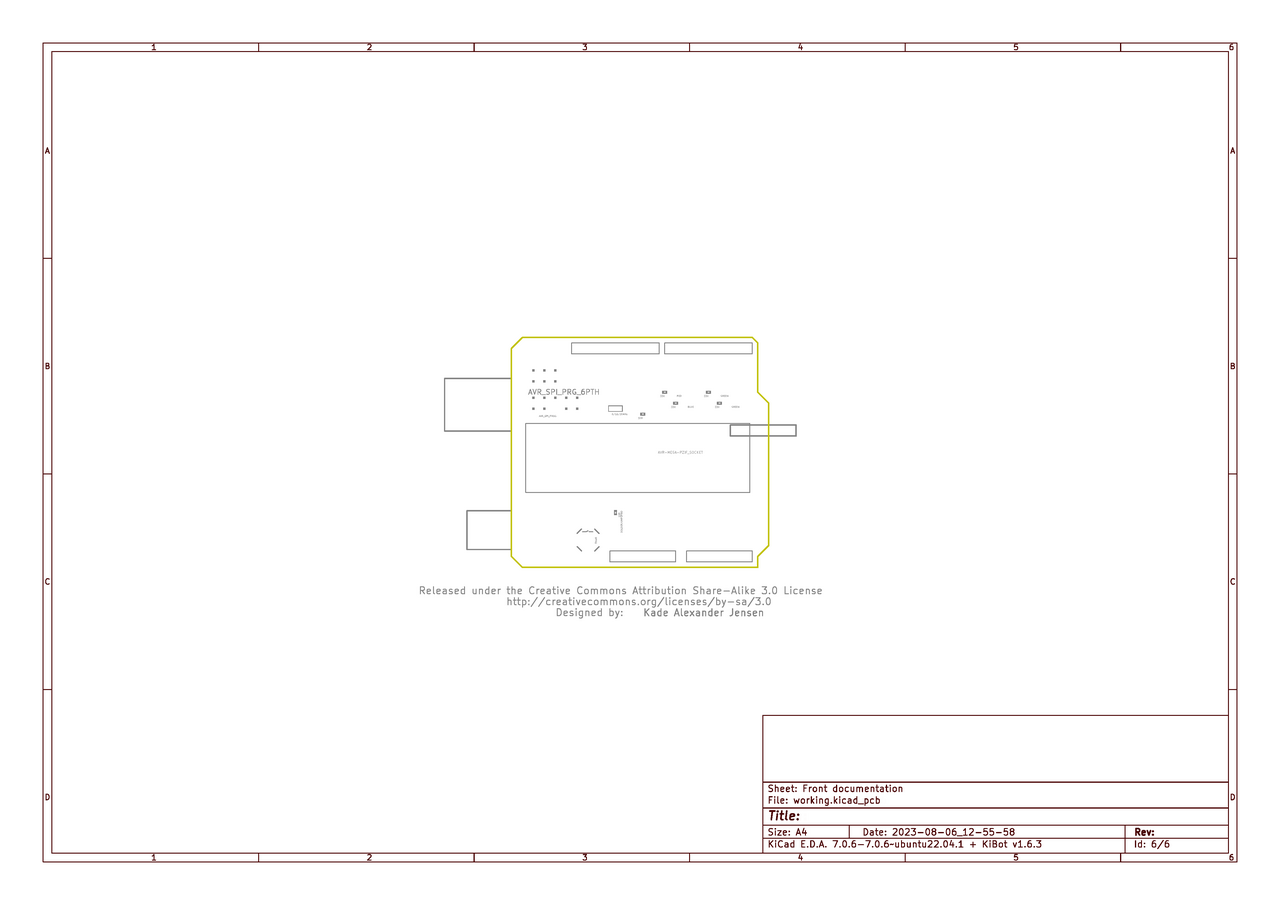 1 2 3 4 5 6
A A
B B
AVR_SPI_PRG_6PTH
C C
Released under the Creative Commons Attribution Share-Alike 3.0 License
http://creativecommons.org/licenses/by-sa/3.0
Designed by: Kade Alexander Jensen
D D
Sheet: Front documentation
File: working.kicad_pcb
Title:
Size: A4 Date: 2023-08-06_12-55-58 Rev:
KiCad E.D.A. 7.0.6-7.0.6~ubuntu22.04.1 + KiBot v1.6.3 Id: 6/6
1 2 3 4 5 6